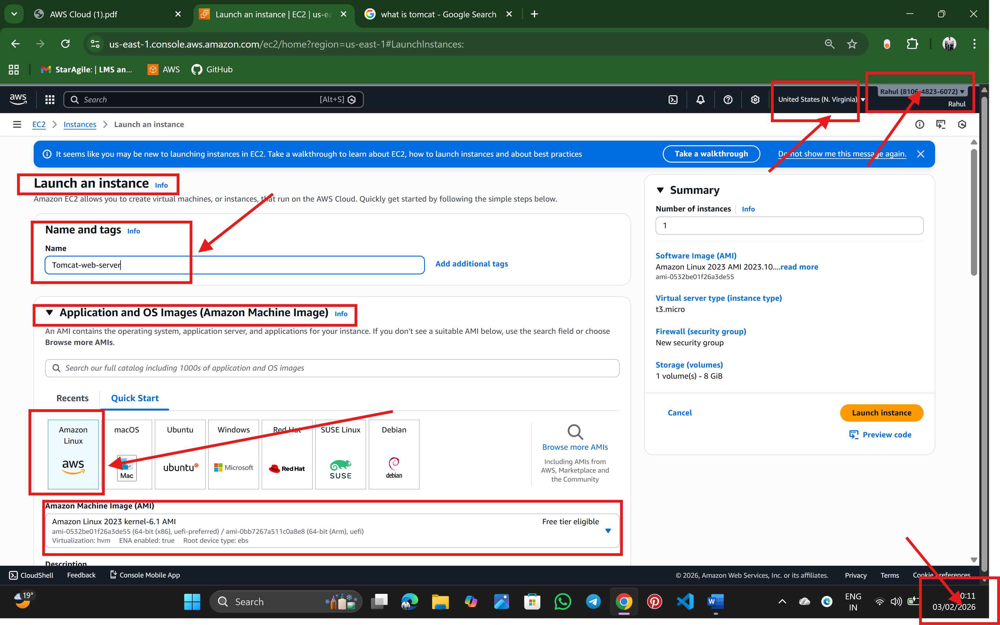 AWS Cloud (1).pdf
Launch an instance | EC2 | us-ea
what is tomcat - Google Search
us-east-1.console.aws.amazon.com/ec2/home?region=us-east-1#LaunchInstances:
StarAgile: | LMS an...
AWS
GitHub
aws
Search
[Alt+S]
United States (N. Virginia)
Rahul (8106-4823-6072)
Rahul
EC2
Instances
Launch an instance
It seems like you may be new to launching instances in EC2. Take a walkthrough to learn about EC2, how to launch instances and about best practices
Take a walkthrough
Do not show me this message again.
Launch an instance Info
Amazon EC2 allows you to create virtual machines, or instances, that run on the AWS Cloud. Quickly get started by following the simple steps below.
Name and tags Info
Name
Tomcat-web-server
Add additional tags
Application and OS Images (Amazon Machine Image) Info
An AMI contains the operating system, application server, and applications for your instance. If you don't see a suitable AMI below, use the search field or choose
Browse more AMIs.
Search our full catalog including 1000s of application and OS images
Recents
Quick Start
Amazon
Linux
aws
macOS
Mac
Ubuntu
ubuntu
Windows
Microsoft
Red Hat
Red Hat
SUSE Linux
SUSE
Debian
debian
Browse more AMIs
Including AMIs from
AWS, Marketplace and
the Community
Amazon Machine Image (AMI)
Amazon Linux 2023 kernel-6.1 AMI
Free tier eligible
ami-0532be01f26a3de55 (64-bit (x86), uefi-preferred) / ami-0bb7267a511c0a8e8 (64-bit (Arm), uefi)
Virtualization: hvm ENA enabled: true Root device type: ebs
Description
Summary
Number of instances Info
1
Software Image (AMI)
Amazon Linux 2023 AMI 2023.10....read more
ami-0532be01f26a3de55
Virtual server type (instance type)
t3.micro
Firewall (security group)
New security group
Storage (volumes)
1 volume(s) - 8 GiB
Cancel
Launch instance
Preview code
CloudShell
Feedback
Console Mobile App
© 2026, Amazon Web Services, Inc. or its affiliates.
Privacy
Terms
Cookie preferences
19°
Search
ENG
IN
03/02/2026